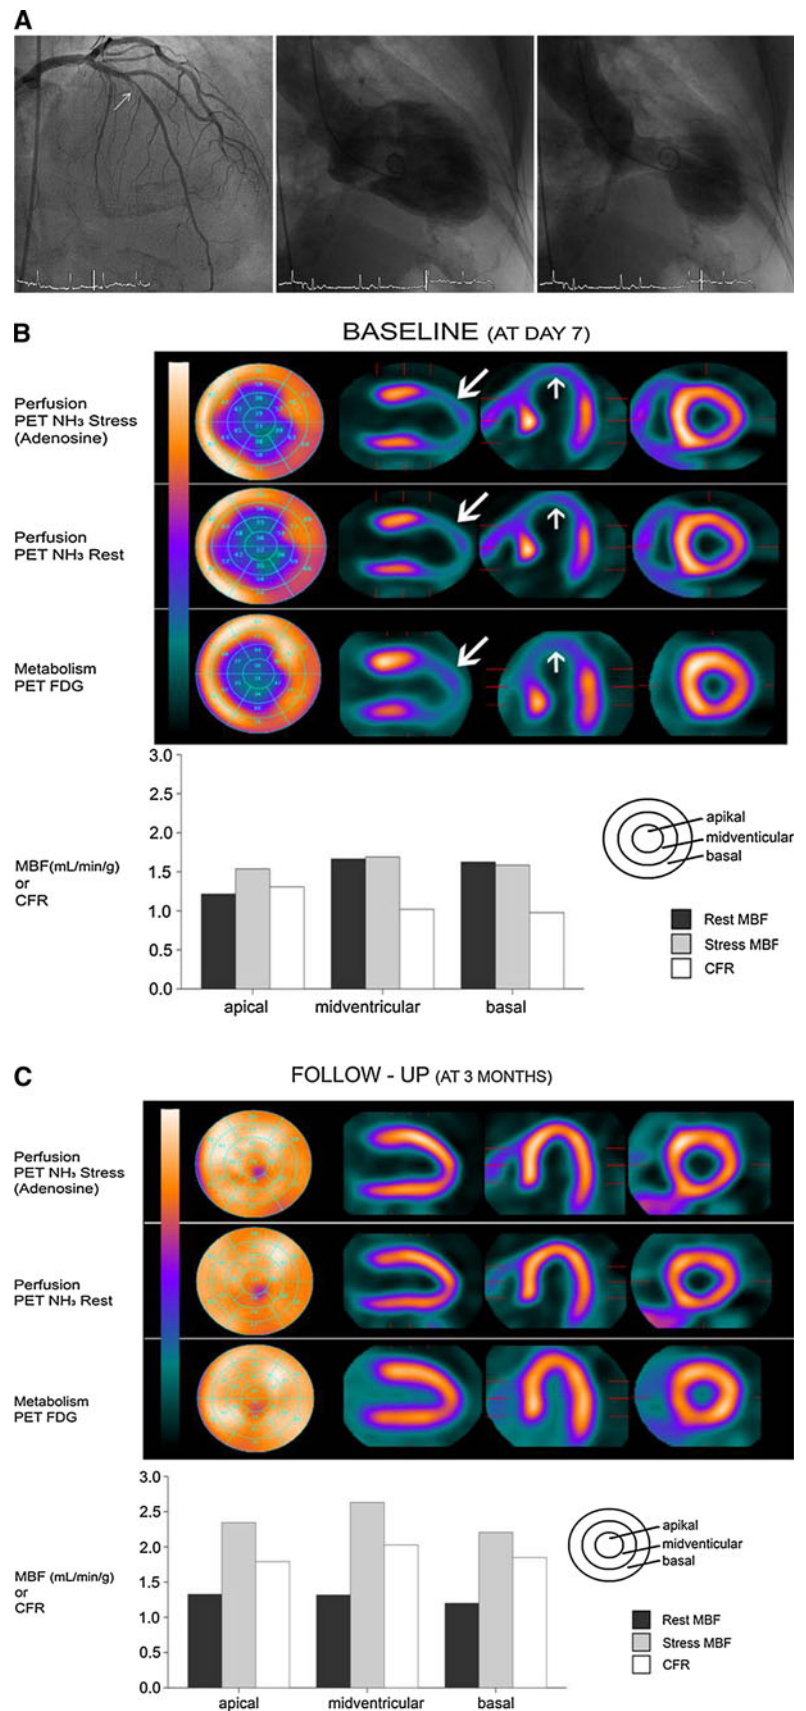 A
B
BASELINE (AT DAY 7)
Perfusion
PET NH₃ Stress
(Adenosine)
Perfusion
PET NH₃ Rest
Metabolism
PET FDG
3.0
2.5
2.0
1.5
1.0
0.5
0.0
MBF(mL/min/g)
or
CFR
apical
midventricular
basal
apikal
midventricular
basal
Rest MBF
Stress MBF
CFR
C
FOLLOW - UP (AT 3 MONTHS)
Perfusion
PET NH₃ Stress
(Adenosine)
Perfusion
PET NH₃ Rest
Metabolism
PET FDG
3.0
2.5
2.0
1.5
1.0
0.5
0.0
MBF (mL/min/g)
or
CFR
apical
midventricular
basal
apikal
midventricular
basal
Rest MBF
Stress MBF
CFR